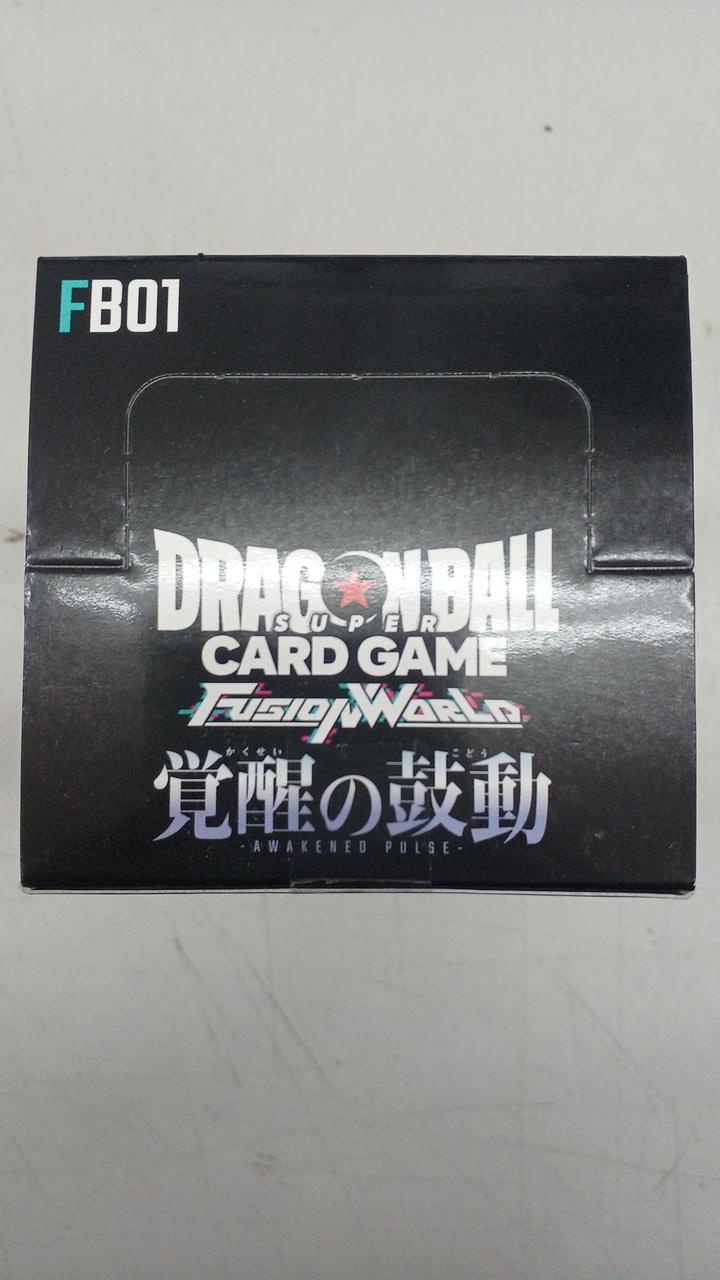 FB01
DRAGON BALL
SUPER
CARD GAME
FUSION WORLD
かくせい こどう
覚醒の鼓動
-AWAKENED PULSE-